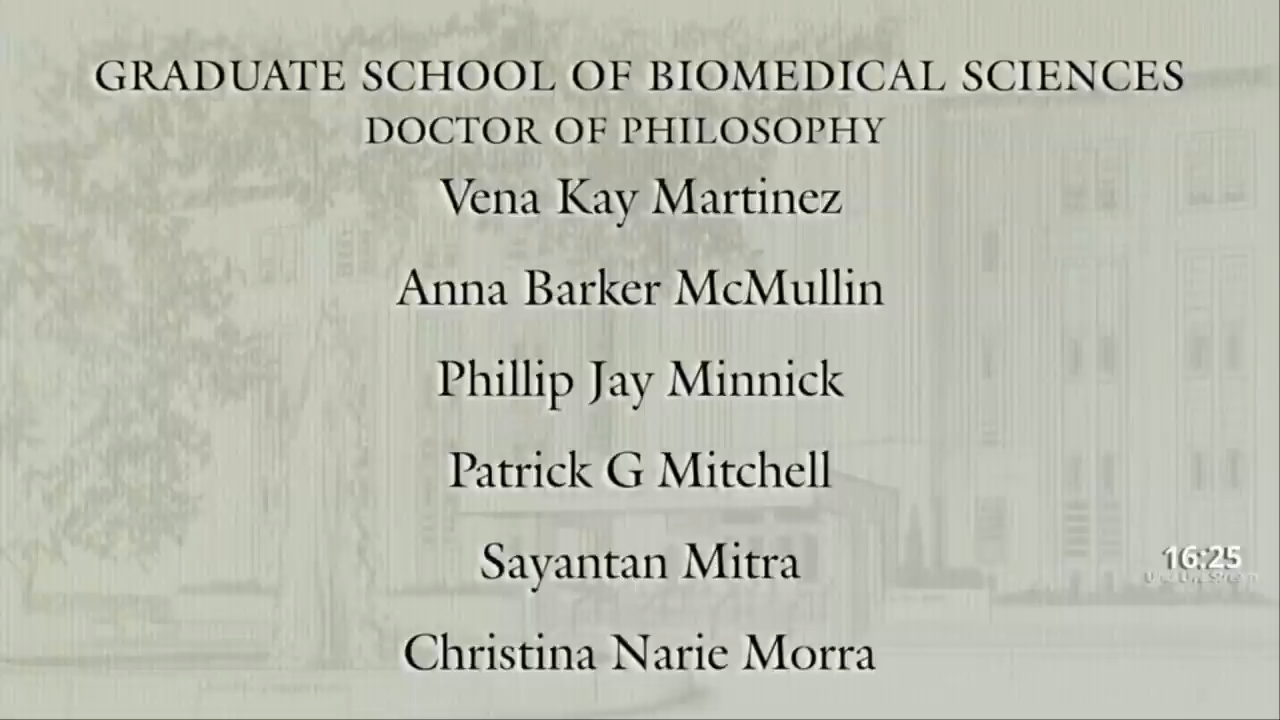 GRADUATE SCHOOL OF BIOMEDICAL SCIENCES
DOCTOR OF PHILOSOPHY
Vena Kay Martinez
Anna Barker McMullin
Phillip Jay Minnick
Patrick G Mitchell
Sayantan Mitra
Christina Narie Morra
16:25